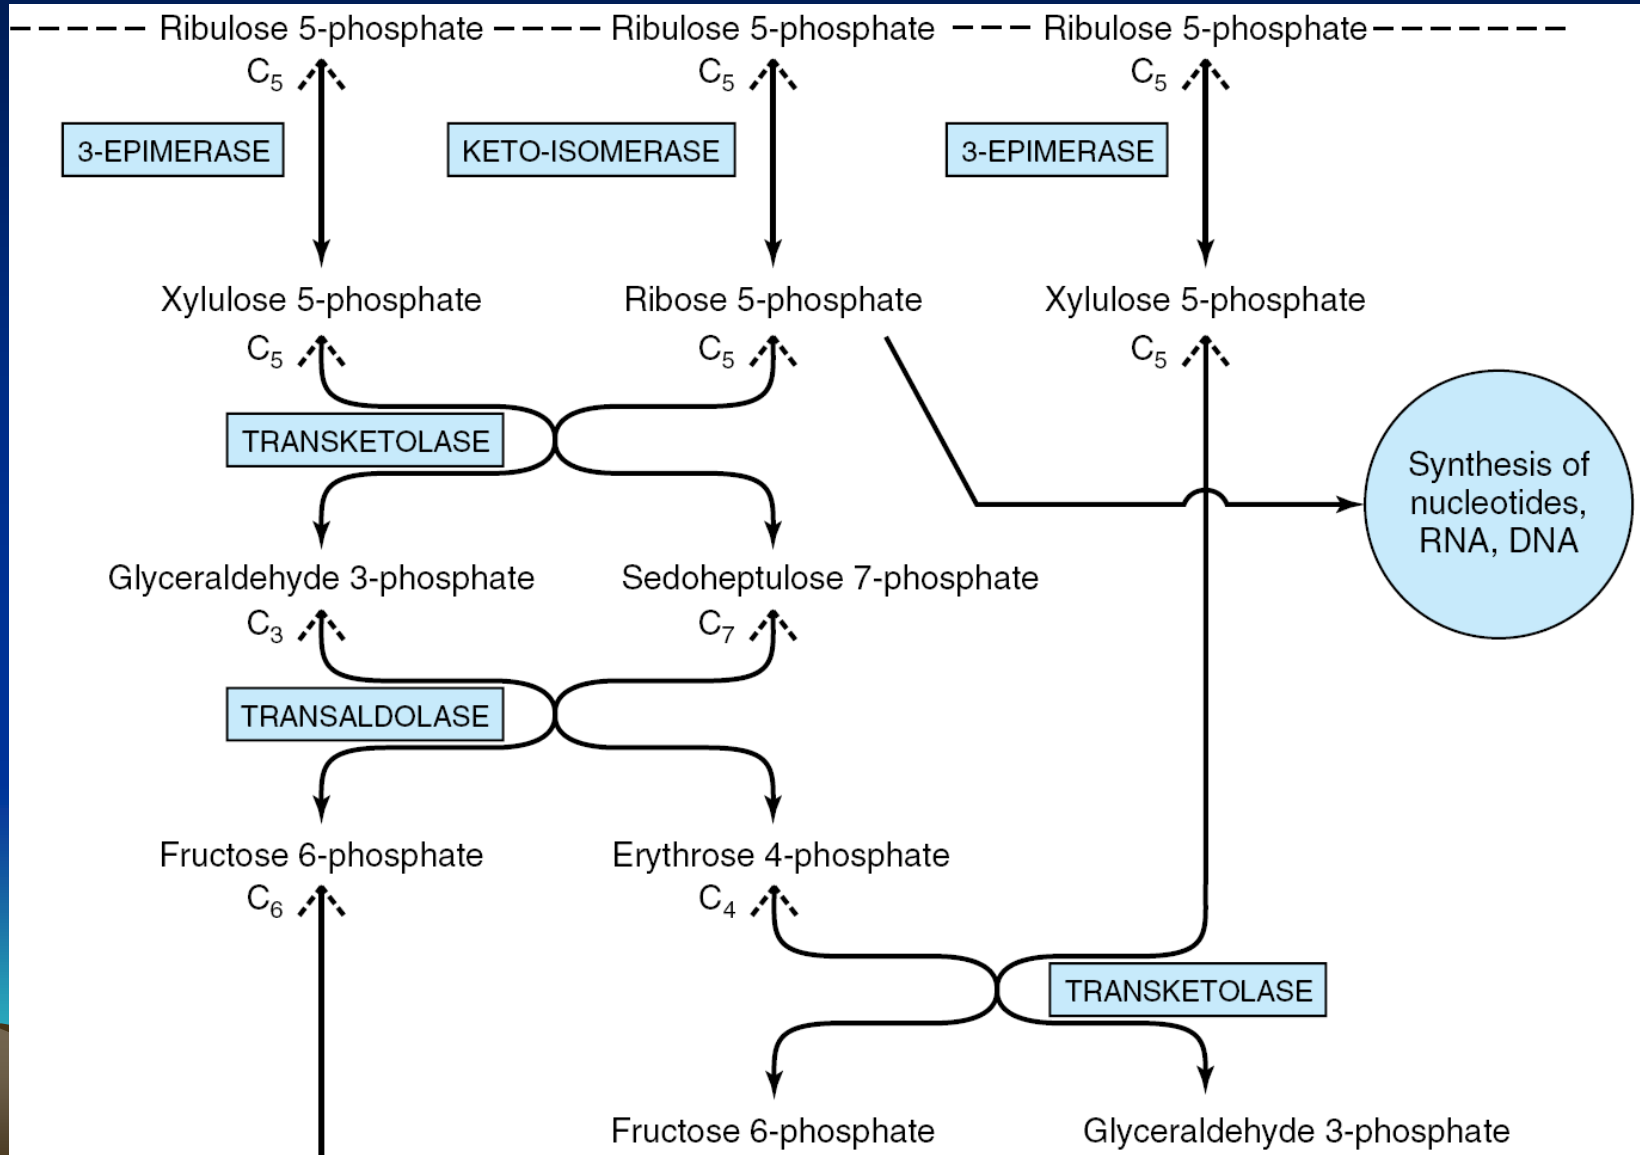 Ribulose 5-phosphate Ribulose 5-phosphate Ribulose 5-phosphate
C5 C5 C5
3-EPIMERASE KETO-ISOMERASE 3-EPIMERASE
Xylulose 5-phosphate Ribose 5-phosphate Xylulose 5-phosphate
C5 C5 C5
TRANSKETOLASE
Synthesis of
nucleotides,
RNA, DNA
Glyceraldehyde 3-phosphate Sedoheptulose 7-phosphate
C3 C7
TRANSALDOLASE
Fructose 6-phosphate Erythrose 4-phosphate
C6 C4
TRANSKETOLASE
Fructose 6-phosphate Glyceraldehyde 3-phosphate